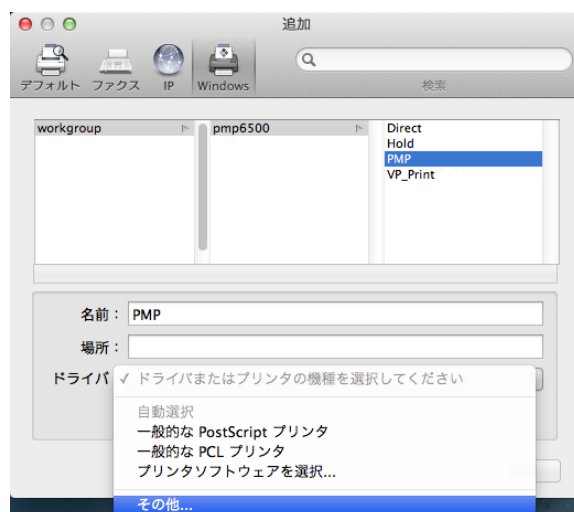 追加
デフォルト ファクス IP Windows 検索
workgroup pmp6500 Direct
Hold
PMP
VP_Print
名前： PMP
場所：
ドライバ ✓ ドライバまたはプリンタの機種を選択してください
自動選択
一般的な PostScript プリンタ
一般的な PCL プリンタ
プリンタソフトウェアを選択...
その他...